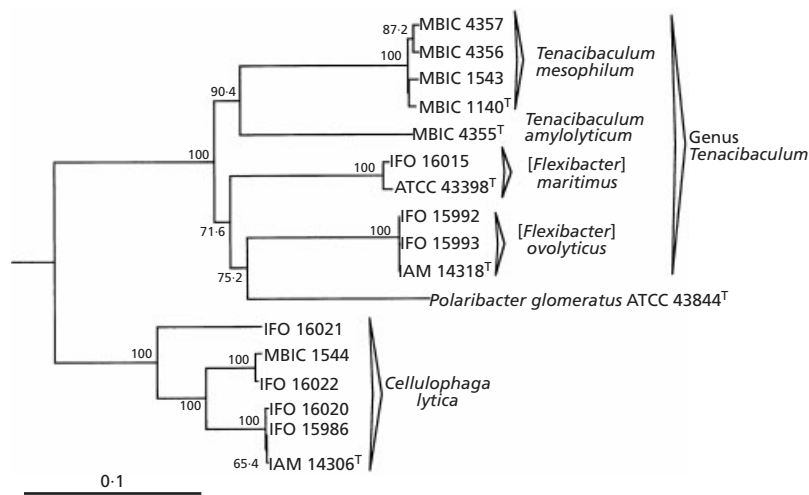 MBIC 4357
87·2
MBIC 4356
Tenacibaculum
mesophilum
100
MBIC 1543
90·4
MBIC 1140ᵀ
Tenacibaculum
amylolyticum
MBIC 4355ᵀ
Genus
Tenacibaculum
100
100
IFO 16015
[Flexibacter]
maritimus
ATCC 43398ᵀ
IFO 15992
71·6
100
IFO 15993
[Flexibacter]
ovolyticus
75·2
IAM 14318ᵀ
Polaribacter glomeratus ATCC 43844ᵀ
IFO 16021
100
MBIC 1544
100
IFO 16022
Cellulophaga
lytica
100
IFO 16020
100
IFO 15986
65·4
IAM 14306ᵀ
0·1